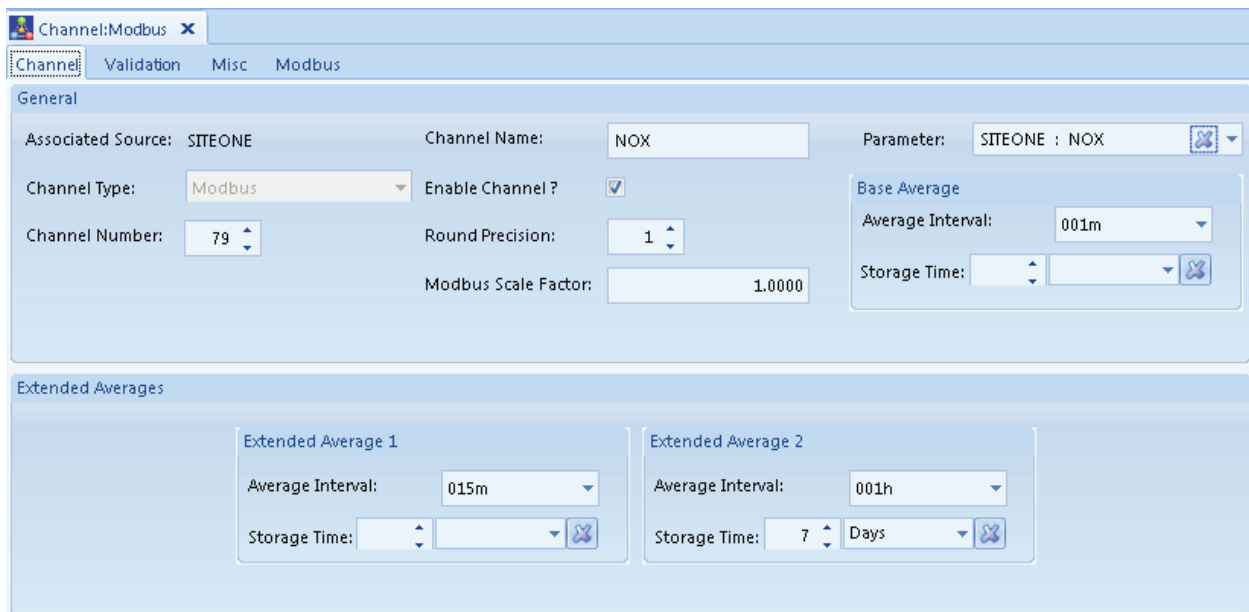 Channel:Modbus X
Channel Validation Misc Modbus
General
Associated Source: SITEONE Channel Name: NOX Parameter: SITEONE : NOX
Channel Type: Modbus Enable Channel ? Base Average
Channel Number: 79 Round Precision: 1 Average Interval: 001m
Modbus Scale Factor: 1.0000 Storage Time:
Extended Averages
Extended Average 1 Extended Average 2
Average Interval: 015m Average Interval: 001h
Storage Time: Storage Time: 7 Days